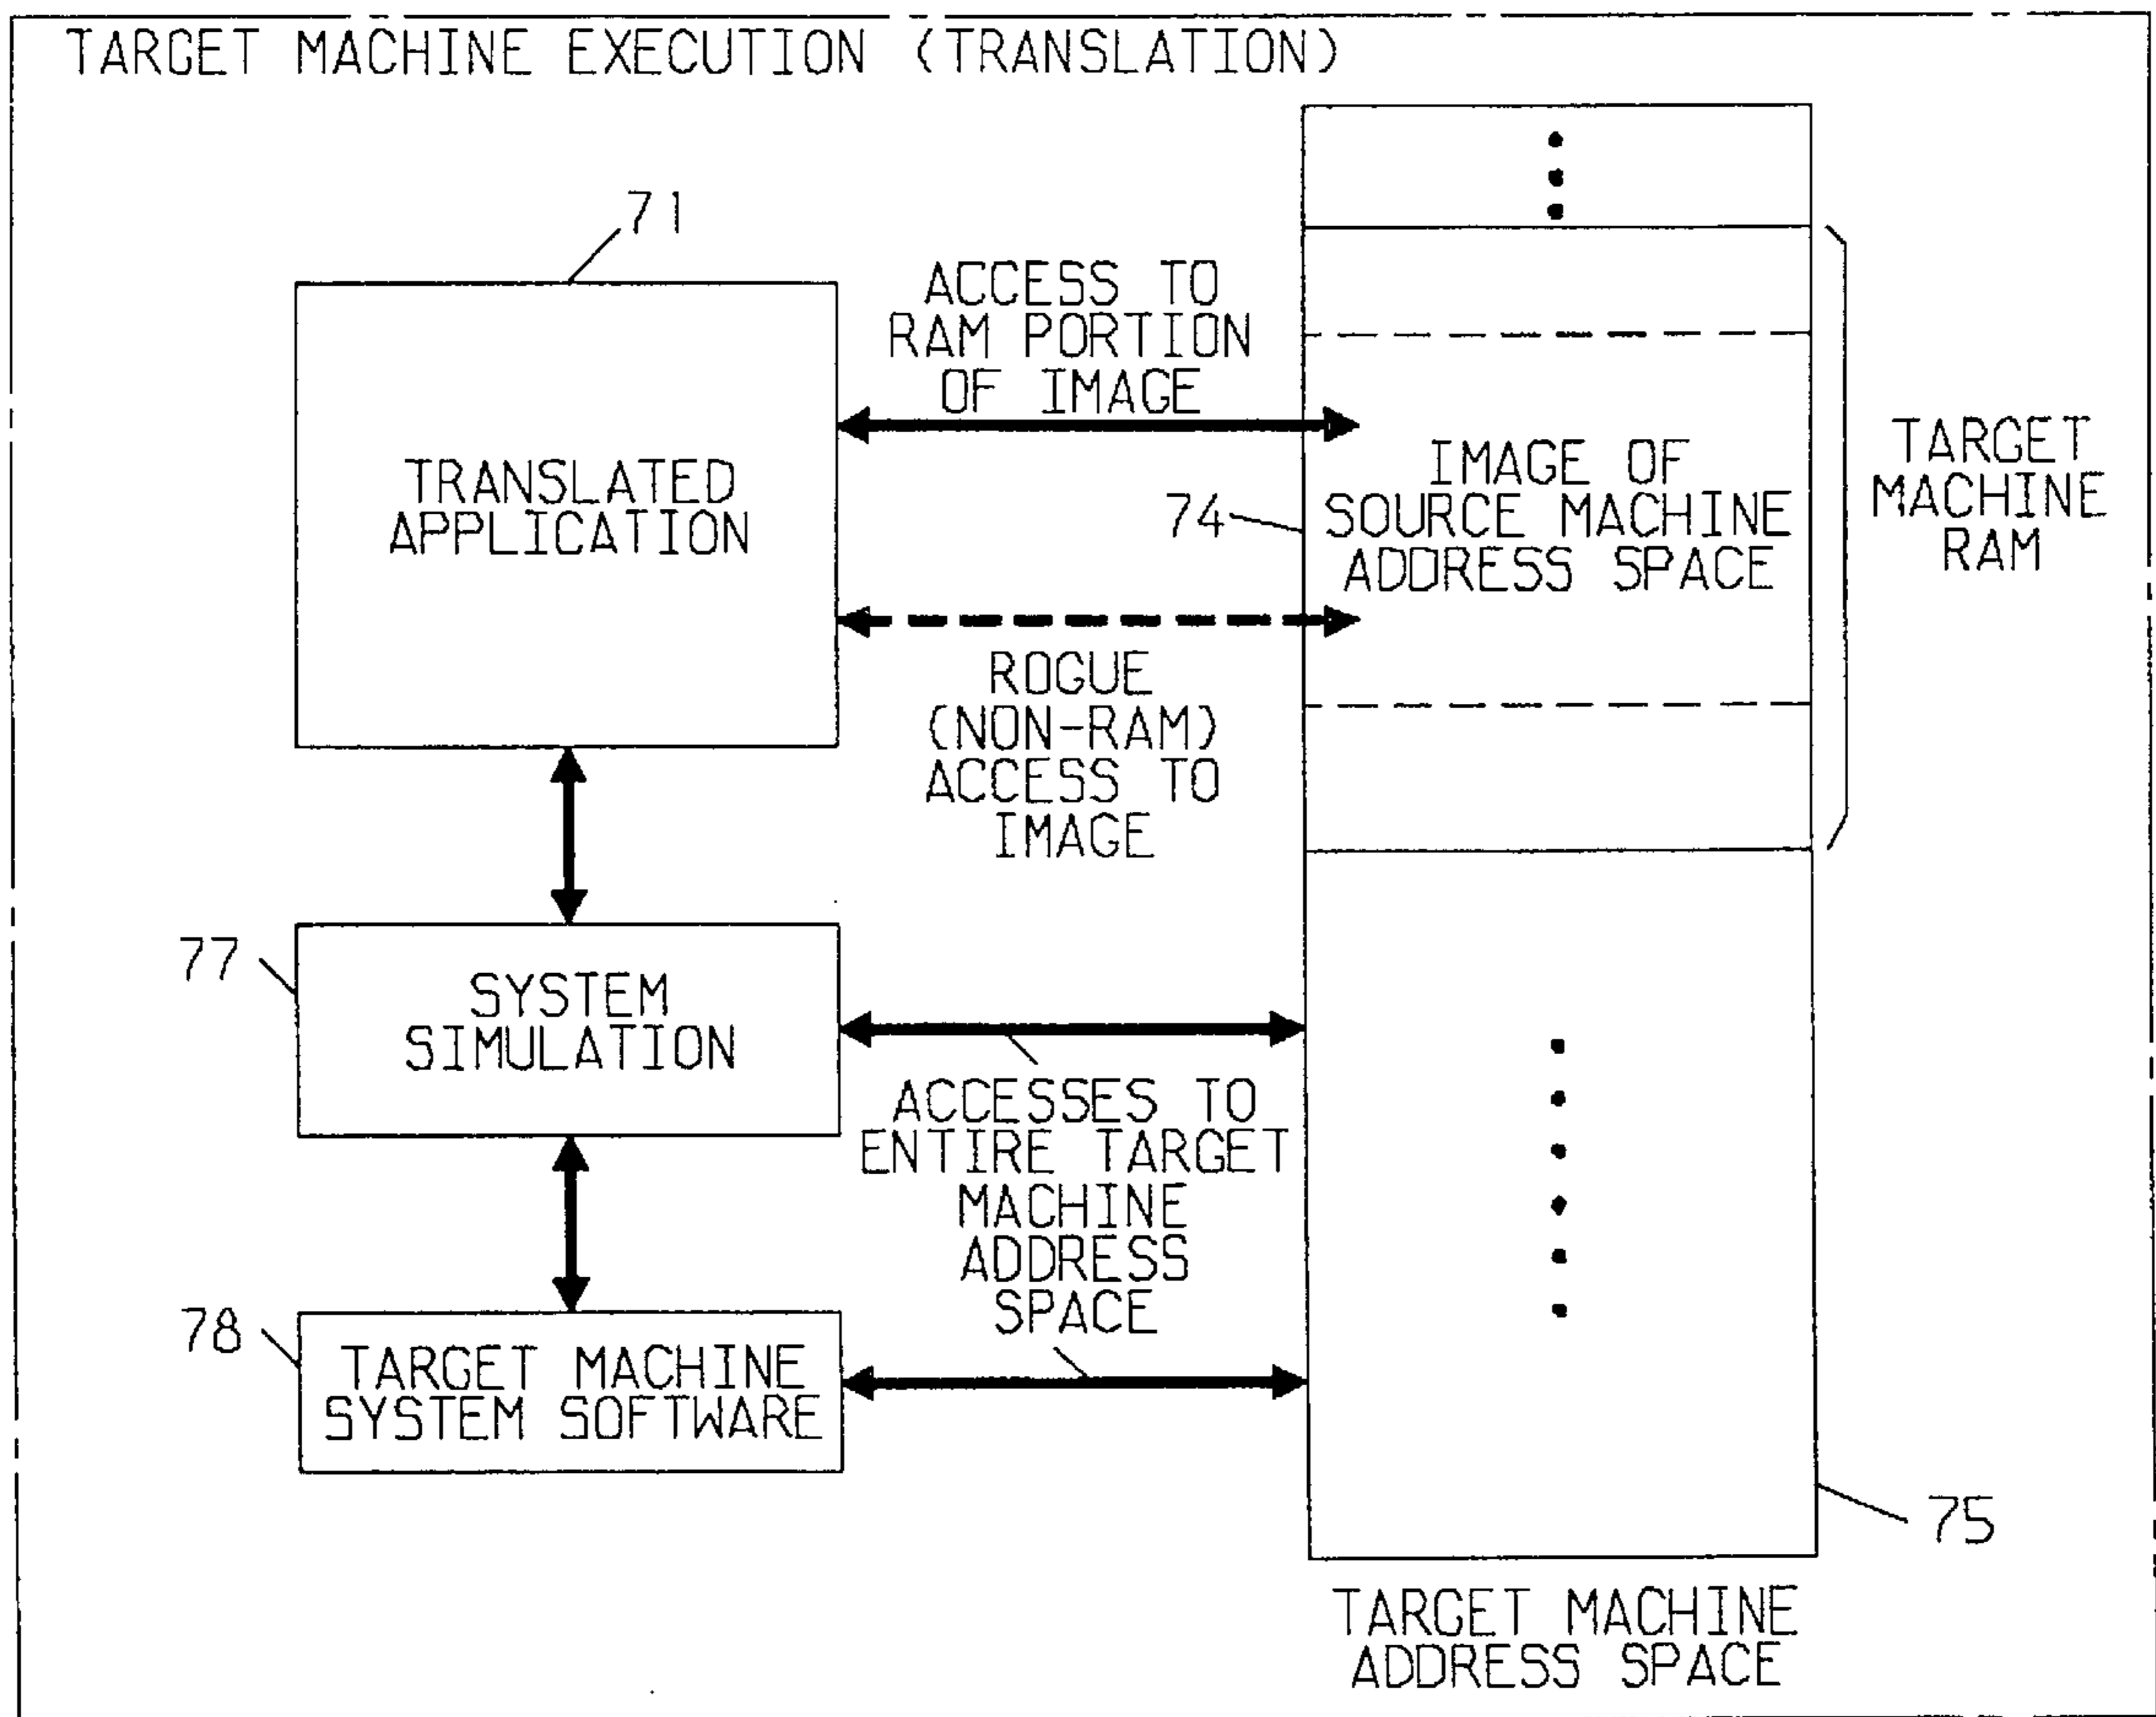 TARGET MACHINE EXECUTION (TRANSLATION)
71
TRANSLATED
APPLICATION
ACCESS TO
RAM PORTION
OF IMAGE
74
IMAGE OF
SOURCE MACHINE
ADDRESS SPACE
TARGET
MACHINE
RAM
ROGUE
(NON-RAM)
ACCESS TO
IMAGE
77
SYSTEM
SIMULATION
ACCESSES TO
ENTIRE TARGET
MACHINE
ADDRESS
SPACE
78
TARGET MACHINE
SYSTEM SOFTWARE
75
TARGET MACHINE
ADDRESS SPACE